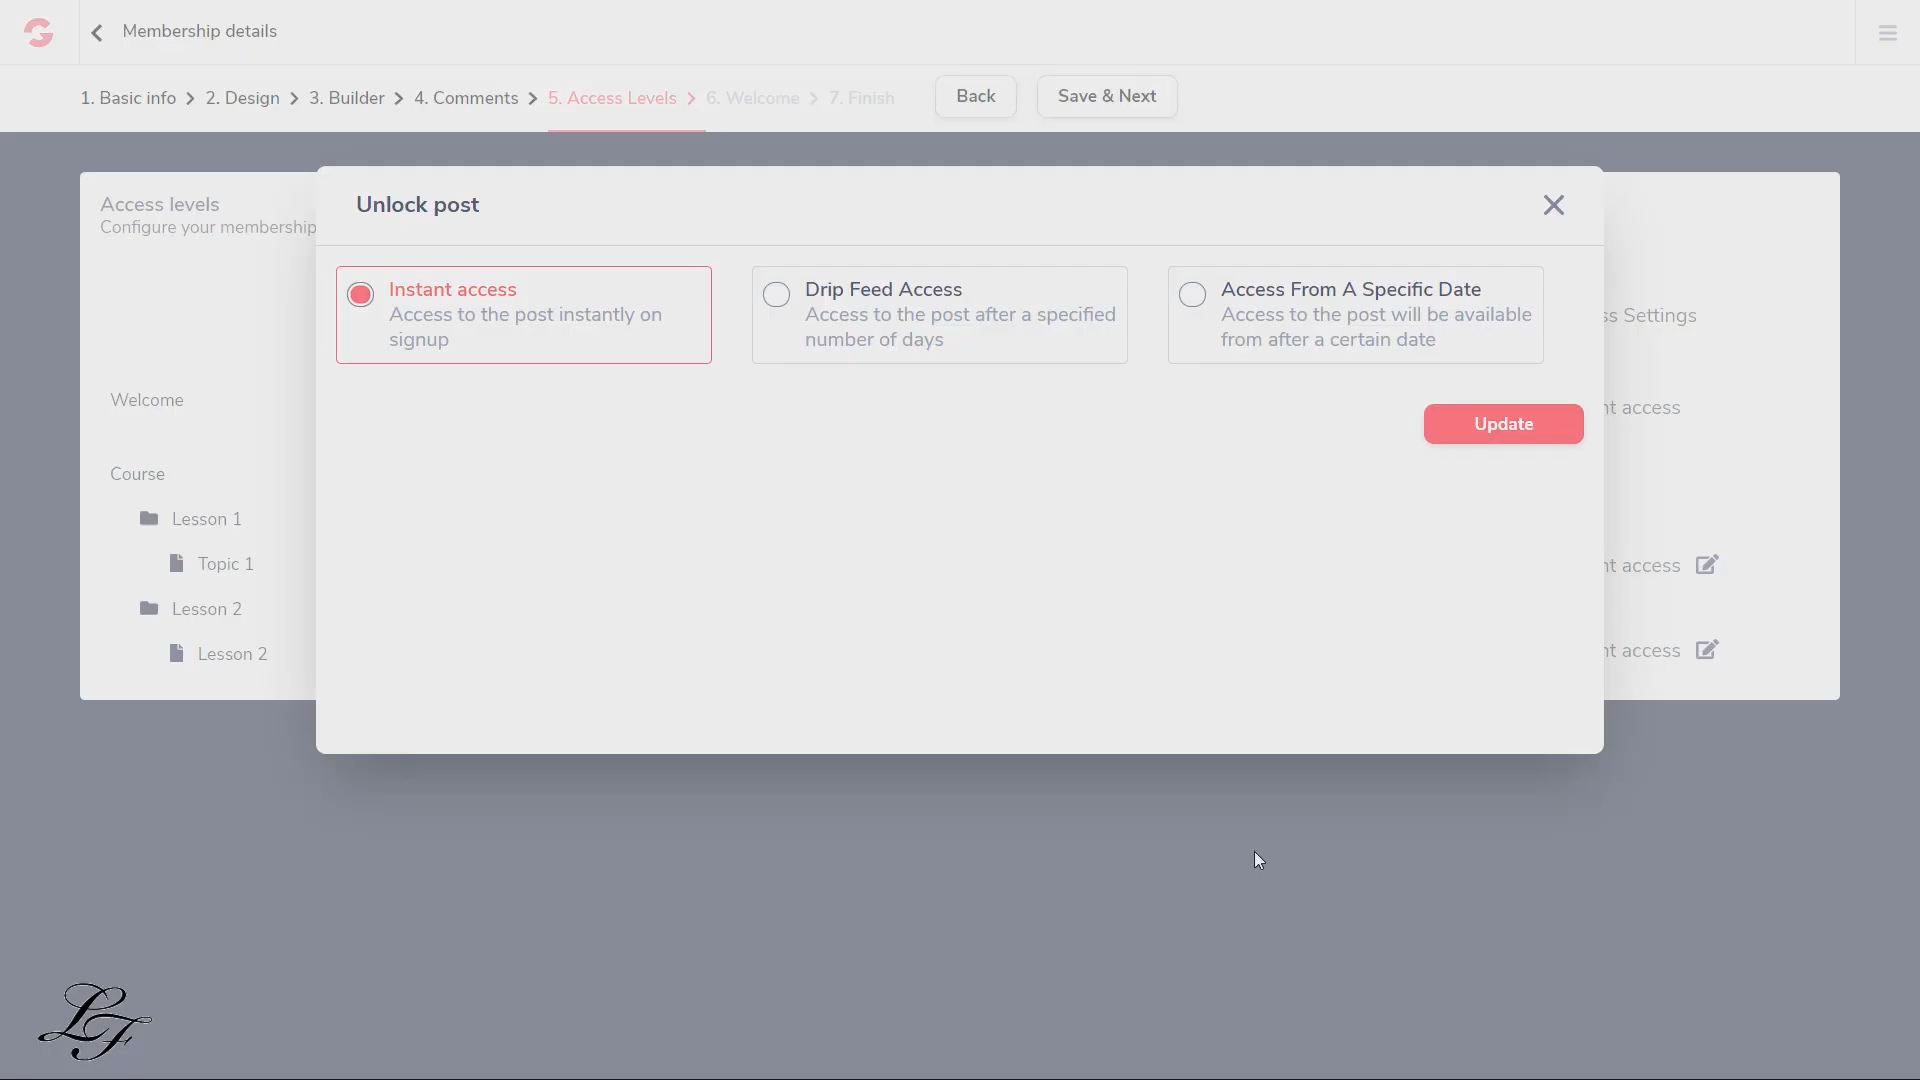 Membership details
1. Basic info
2. Design
3. Builder
4. Comments
5. Access Levels
6. Welcome
7. Finish
Back
Save & Next
Access levels
Configure your membership
Unlock post
Instant access
Access to the post instantly on
signup
Drip Feed Access
Access to the post after a specified
number of days
Access From A Specific Date
Access to the post will be available
from after a certain date
Update
ss Settings
Welcome
nt access
Course
Lesson 1
Topic 1
nt access
Lesson 2
Lesson 2
nt access
LF